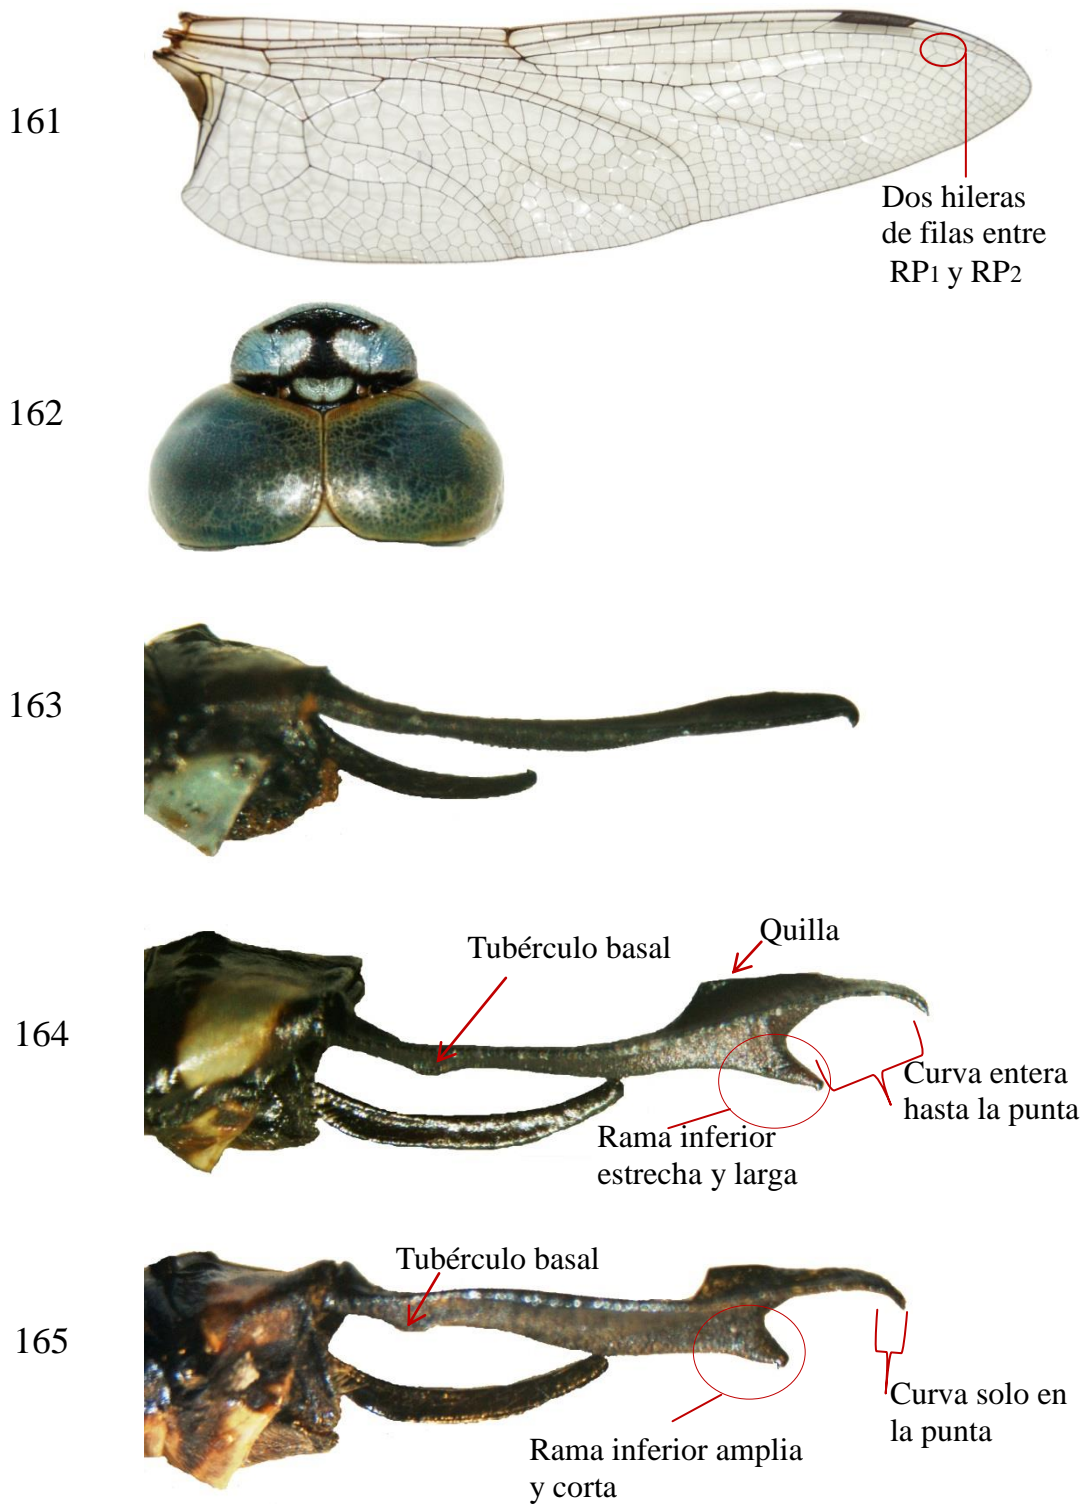 161
Dos hileras
de filas entre
RP1 y RP2
162
163
164
Tubérculo basal
Quilla
Curva entera
hasta la punta
Rama inferior
estrecha y larga
165
Tubérculo basal
Curva solo en
la punta
Rama inferior amplia
y corta